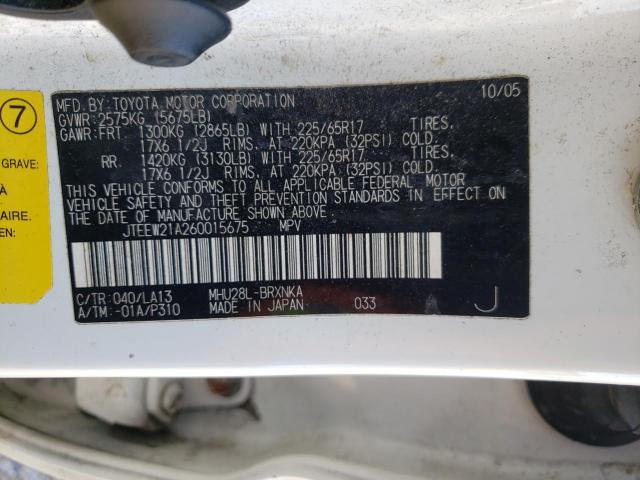 7
GRAVE:
À
AIRE.
EN:
MFD. BY: TOYOTA MOTOR CORPORATION 10/05
GVWR: 2575KG (5675LB)
GAWR: FRT 1300KG (2865LB) WITH 225/65R17 TIRES,
17X6 1/2J RIMS, AT 220KPA (32PSI) COLD.
RR. 1420KG (3130LB) WITH 225/65R17 TIRES,
17X6 1/2J RIMS, AT 220KPA (32PSI) COLD.
THIS VEHICLE CONFORMS TO ALL APPLICABLE FEDERAL MOTOR
VEHICLE SAFETY AND THEFT PREVENTION STANDARDS IN EFFECT ON
THE DATE OF MANUFACTURE SHOWN ABOVE.
JTEEW21A260015675 MPV
C/TR: 040/LA13 MHU28L-BRXNKA
A/TM: -01A/P310 MADE IN JAPAN 033 J